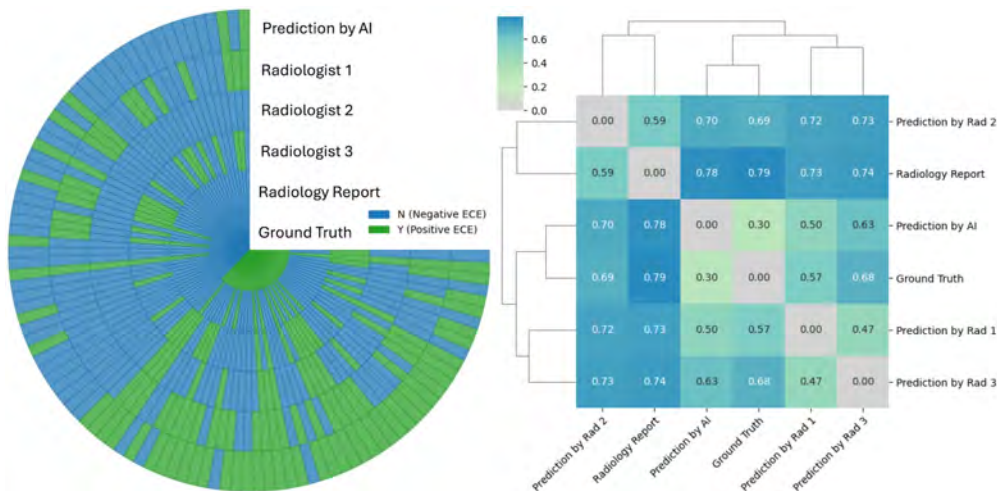 Prediction by AI
Radiologist 1
Radiologist 2
Radiologist 3
Radiology Report
N (Negative ECE)
Y (Positive ECE)
Ground Truth
0.6
0.4
0.2
0.0
0.00 0.59 0.70 0.69 0.72 0.73 Prediction by Rad 2
0.59 0.00 0.78 0.79 0.73 0.74 Radiology Report
0.70 0.78 0.00 0.30 0.50 0.63 Prediction by AI
0.69 0.79 0.30 0.00 0.57 0.68 Ground Truth
0.72 0.73 0.50 0.57 0.00 0.47 Prediction by Rad 1
0.73 0.74 0.63 0.68 0.47 0.00 Prediction by Rad 3
Prediction by Rad 2
Radiology Report
Prediction by AI
Ground Truth
Prediction by Rad 1
Prediction by Rad 3